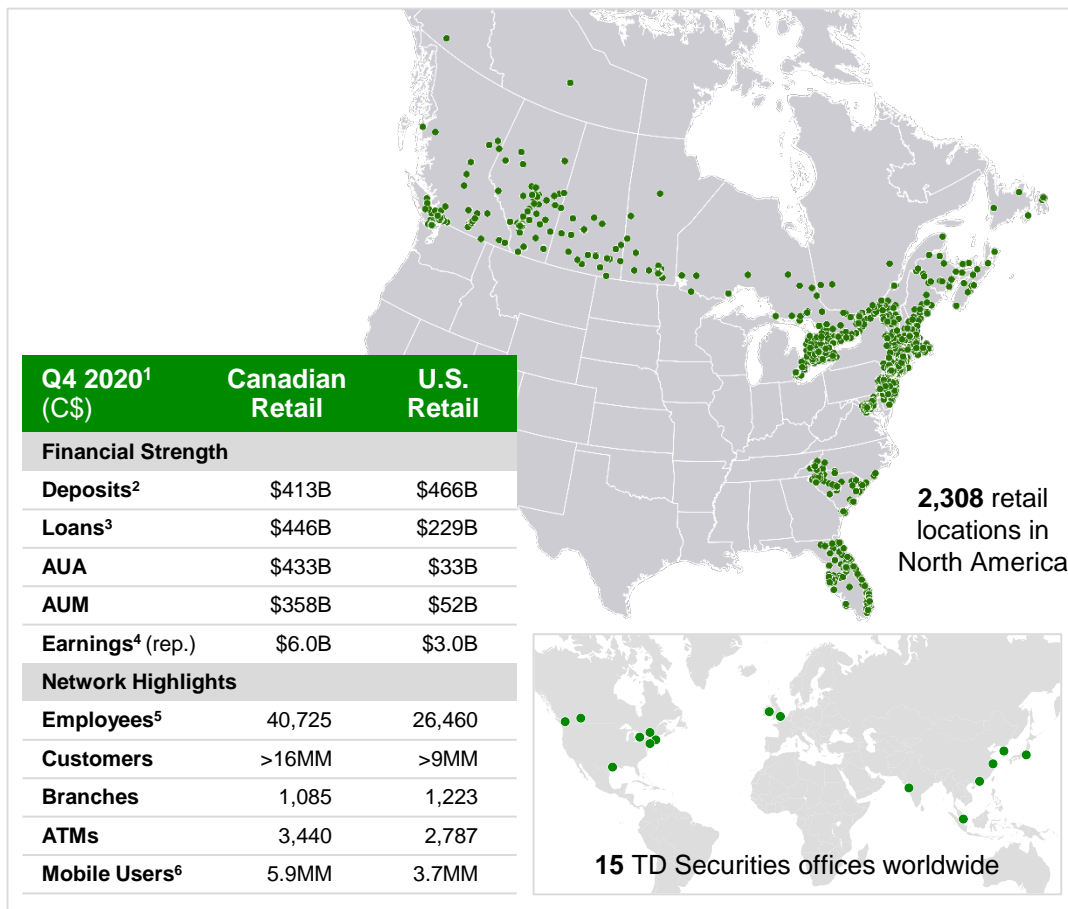 Q4 2020¹ Canadian Retail U.S. Retail
(C$)
Financial Strength
Deposits² $413B $466B
Loans³ $446B $229B
AUA $433B $33B
AUM $358B $52B
Earnings⁴ (rep.) $6.0B $3.0B
Network Highlights
Employees⁵ 40,725 26,460
Customers >16MM >9MM
Branches 1,085 1,223
ATMs 3,440 2,787
Mobile Users⁶ 5.9MM 3.7MM
2,308 retail
locations in
North America
15 TD Securities offices worldwide